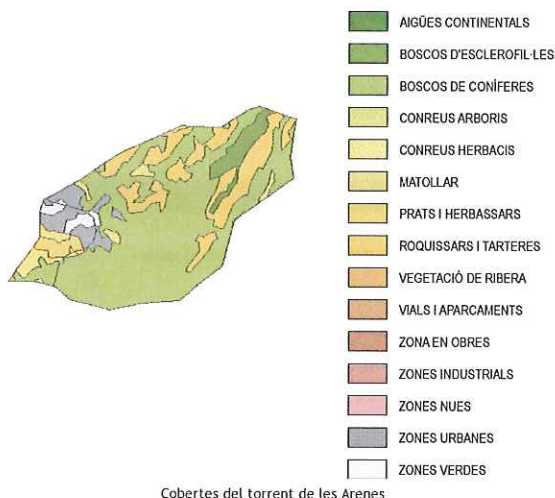 AIGÜES CONTINENTALS
BOSCOS D'ESCLEROFIL·LES
BOSCOS DE CONÍFERES
CONREUS ARBORIS
CONREUS HERBACIS
MATOLLAR
PRATS I HERBASSARS
ROQUISSARS I TARTERES
VEGETACIÓ DE RIBERA
VIALS I APARCAMENTS
ZONA EN OBRES
ZONES INDUSTRIALS
ZONES NUES
ZONES URBANES
ZONES VERDES
Cobertes del torrent de les Arenes